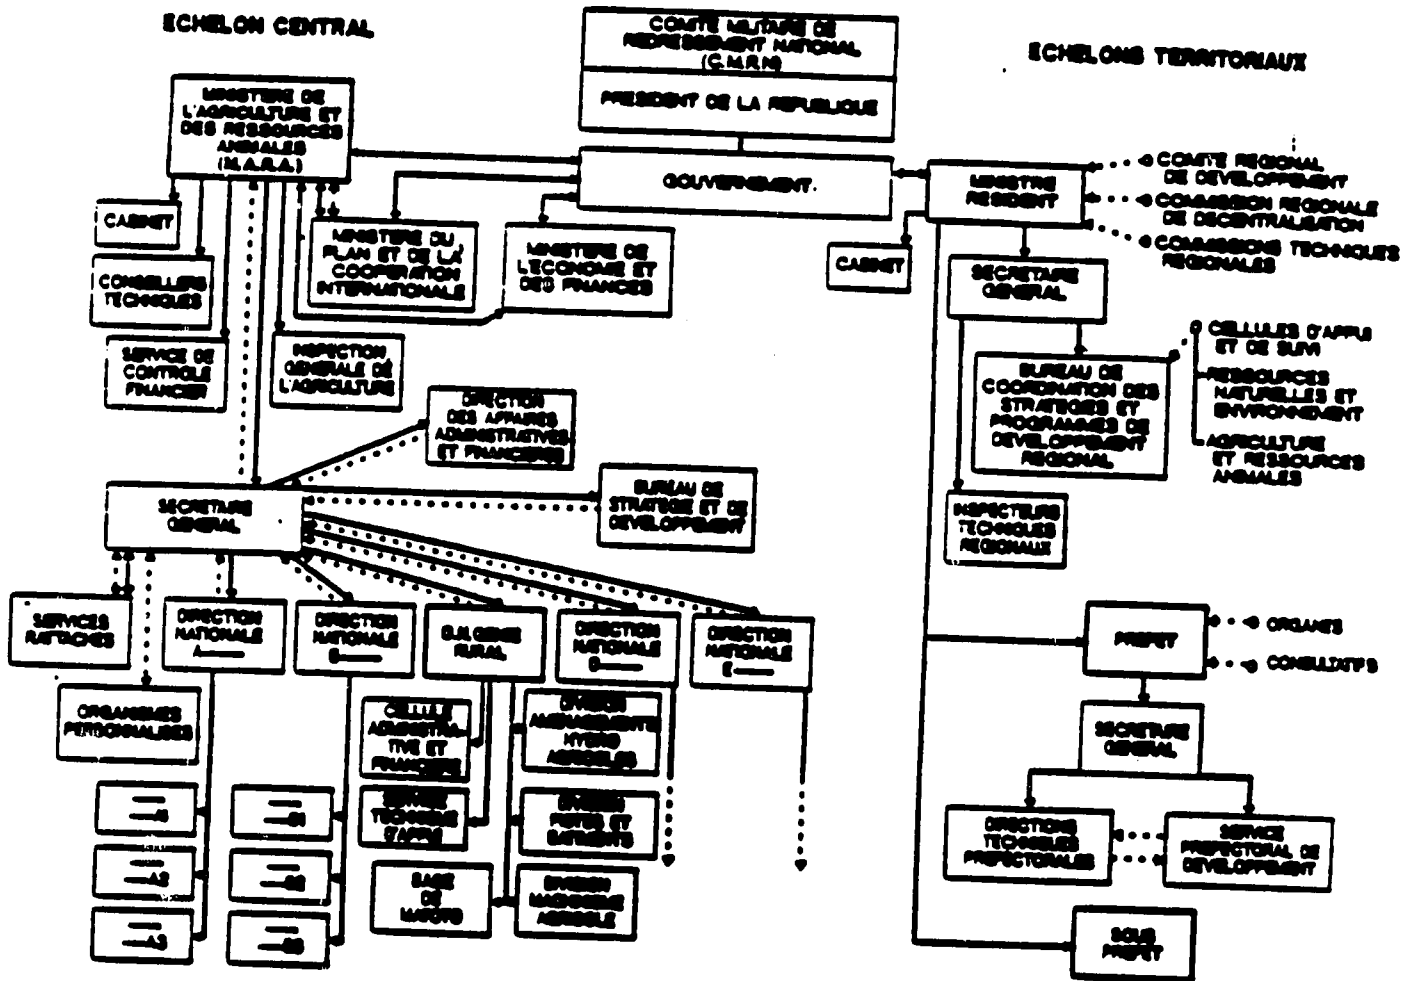 ECHELON CENTRAL
COMITE MILITAIRE DE
REDRESSEMENT NATIONAL
(C.M.R.N)
PRESIDENT DE LA REPUBLIQUE
ECHELONS TERRITORIAUX
MINISTERE DE
L'AGRICULTURE ET
DES RESSOURCES
ANIMALES
(M.A.R.A.)
GOUVERNEMENT
MINISTRE
RESIDENT
COMITE REGIONAL
DE DEVELOPPEMENT
COMMISSION REGIONALE
DE DECENTRALISATION
COMMISSIONS TECHNIQUES
REGIONALES
CABINET
CONSEILLERS
TECHNIQUES
SERVICE DE
CONTROLE
FINANCIER
INSPECTION
GENERALE DE
L'AGRICULTURE
MINISTERE DU
PLAN ET DE LA
COOPERATION
INTERNATIONALE
MINISTERE DE
L'ECONOMIE ET
DES FINANCES
CABINET
SECRETAIRE
GENERAL
BUREAU DE
COORDINATION DES
STRATEGIES ET
PROGRAMMES DE
DEVELOPPEMENT
REGIONAL
CELLULES D'APPUI
ET DE SUIVI
RESSOURCES
NATURELLES ET
ENVIRONNEMENT
AGRICULTURE
ET RESSOURCES
ANIMALES
INSPECTEURS
TECHNIQUES
REGIONAUX
DIRECTION
DES AFFAIRES
ADMINISTRATIVES
ET FINANCIERES
SECRETAIRE
GENERAL
BUREAU DE
STRATEGIE ET DE
DEVELOPPEMENT
SERVICES
RATTACHES
DIRECTION
NATIONALE
A
DIRECTION
NATIONALE
B
D.N.GENIE
RURAL
DIRECTION
NATIONALE
D
DIRECTION
NATIONALE
E
ORGANISMES
PERSONNALISES
CELLULE
ADMINISTRA-
TIVE ET
FINANCIERE
DIVISION
AMENAGEMENTS
HYDRO
AGRICOLES
A1
B1
SERVICE
TECHNIQUE
D'APPUI
DIVISION
PISTES ET
BATIMENTS
A2
B2
BASE
DE
MATOTO
DIVISION
MACHINISME
AGRICOLE
A3
B3
PREFET
ORGANES
CONSULTATIFS
SECRETAIRE
GENERAL
DIRECTIONS
TECHNIQUES
PREFECTORALES
SERVICE
PREFECTORAL DE
DEVELOPPEMENT
SOUS
PREFET